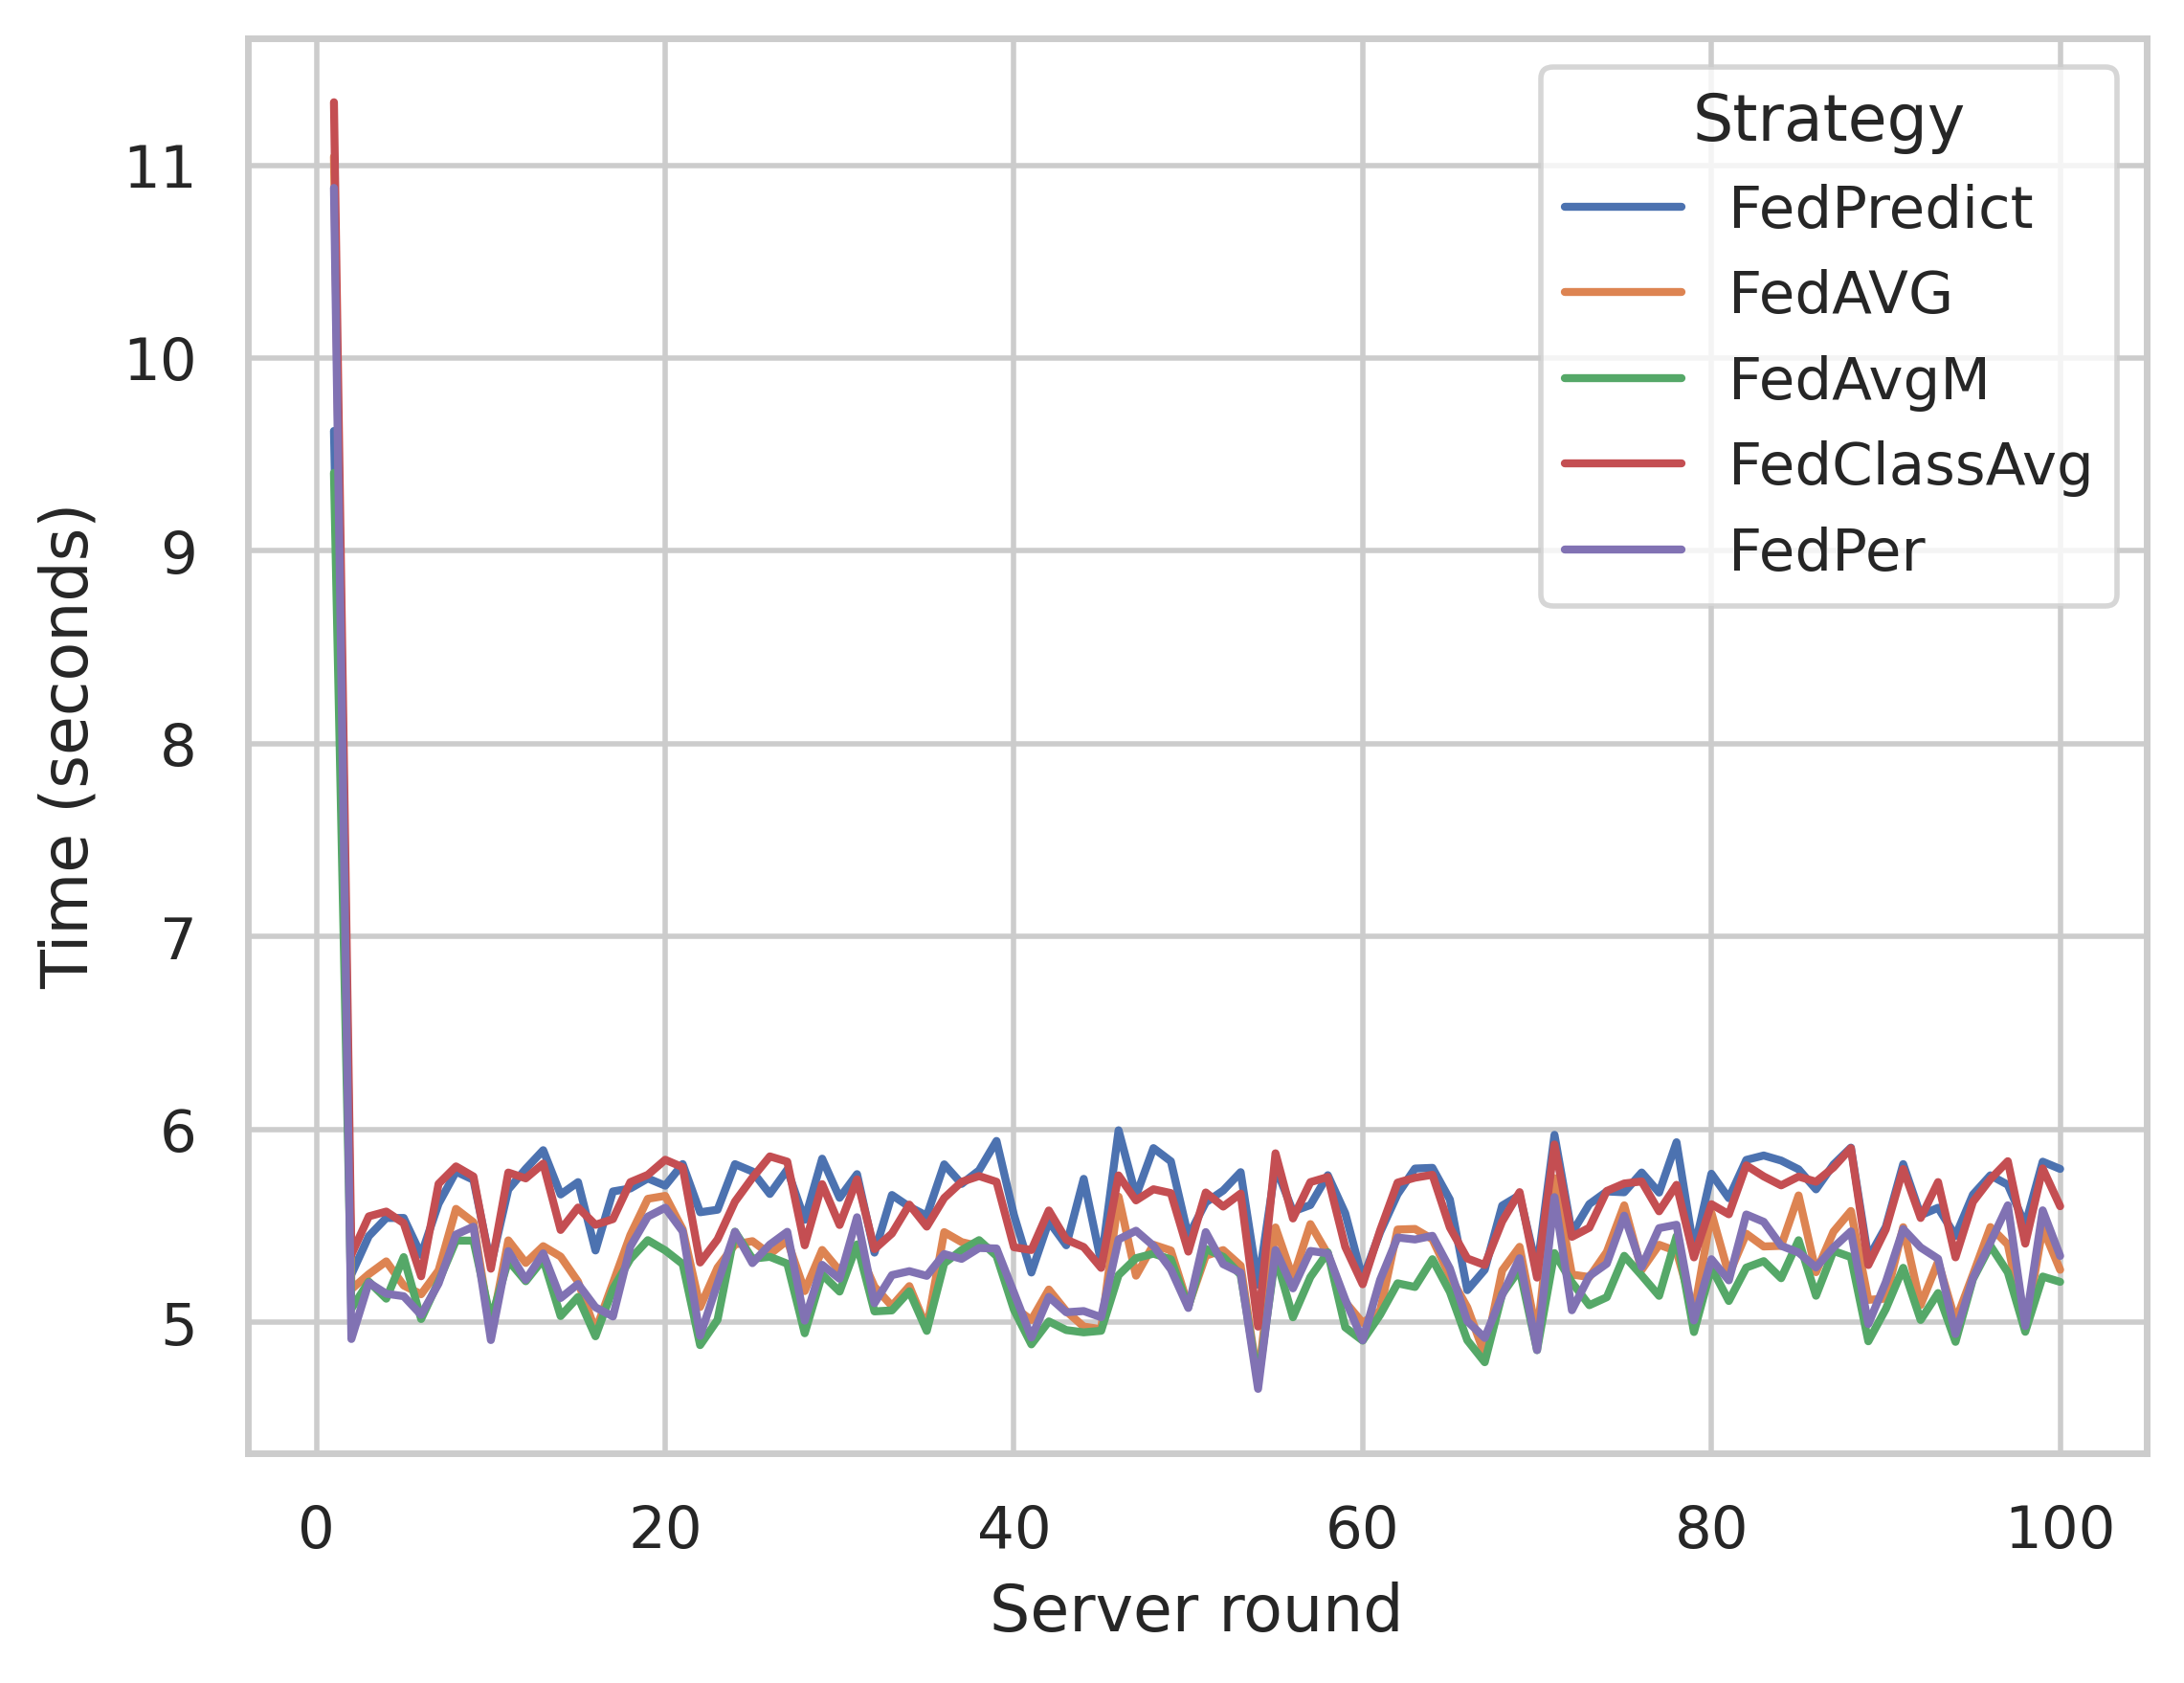 Strategy
FedPredict
FedAVG
FedAvgM
FedClassAvg
FedPer
11
10
9
8
7
6
5
Time (seconds)
0 20 40 60 80 100
Server round